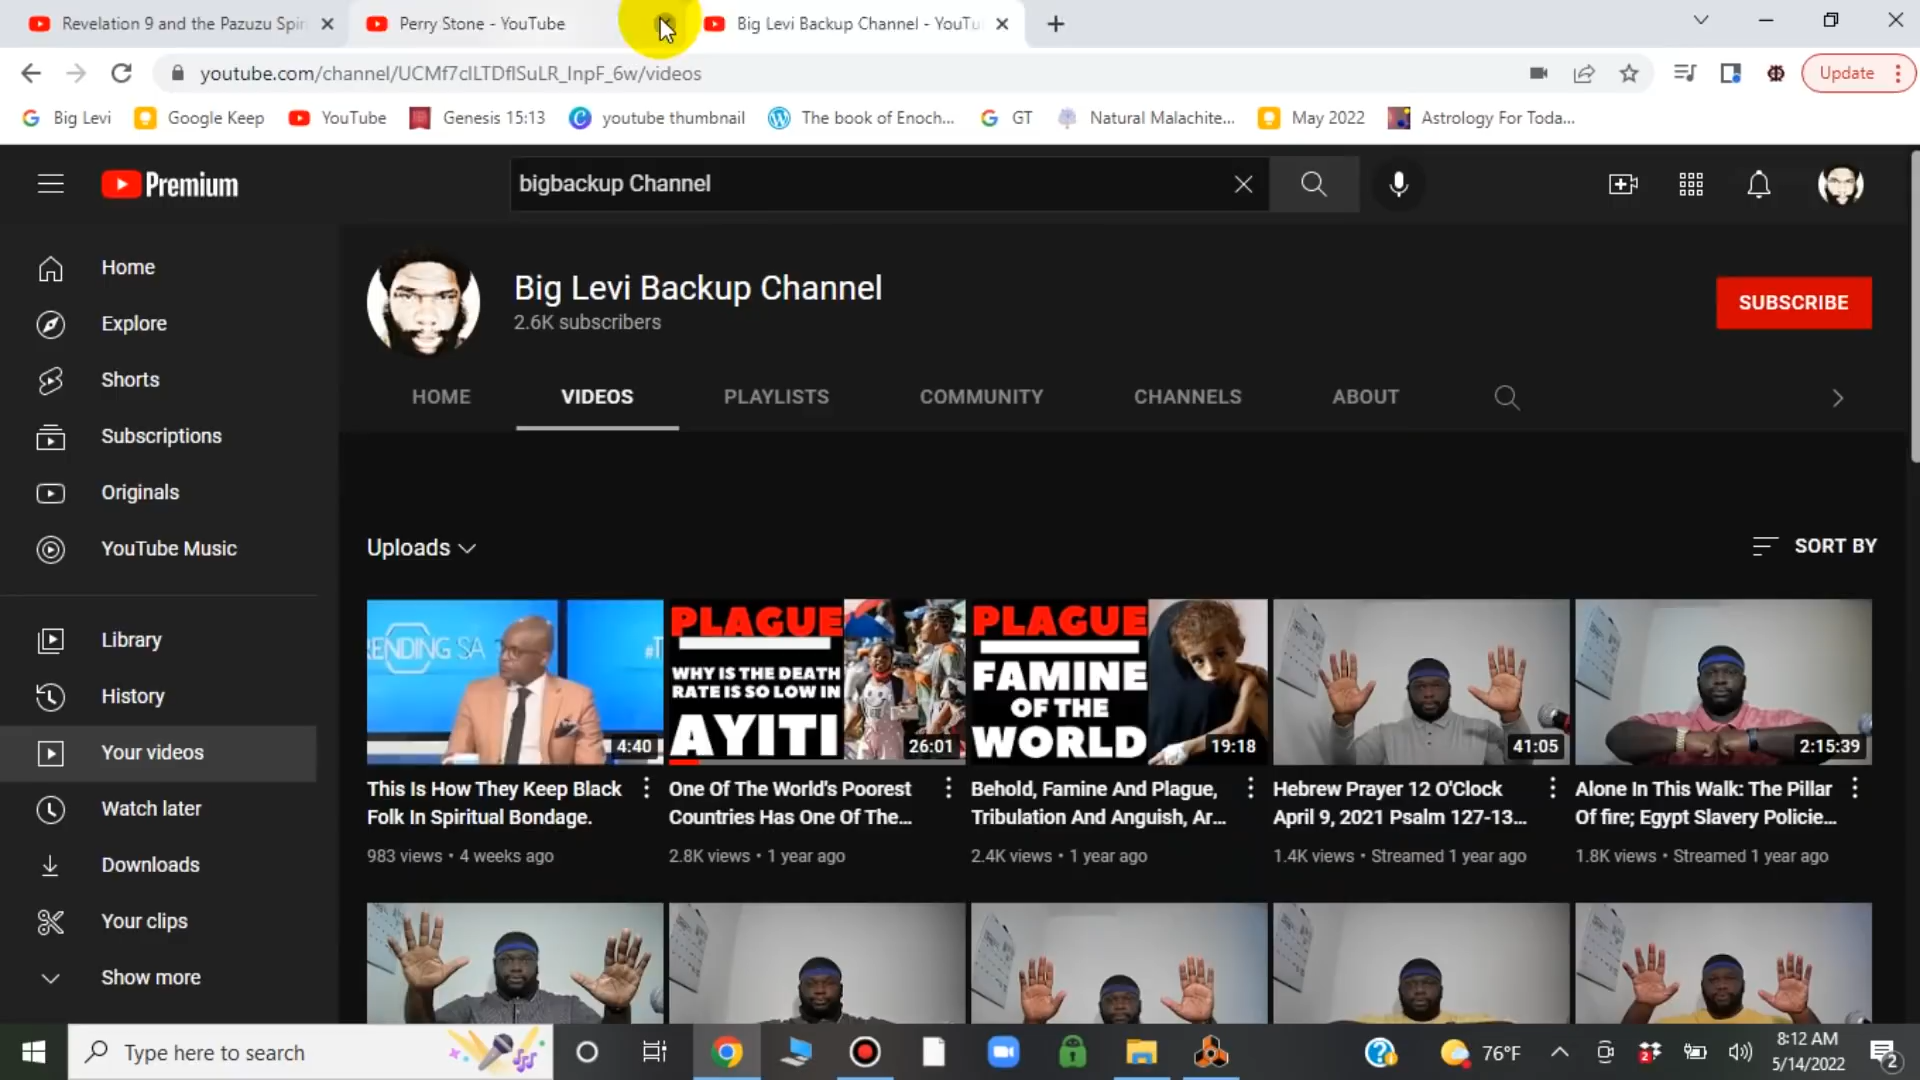 Revelation 9 and the Pazuzu Spir
Perry Stone - YouTube
Big Levi Backup Channel - YouTu
youtube.com/channel/UCMf7clLTDflSuLR_lnpF_6w/videos
Update
Big Levi
Google Keep
YouTube
Genesis 15:13
youtube thumbnail
The book of Enoch...
GT
Natural Malachite...
May 2022
Astrology For Toda...
Premium
bigbackup Channel
Home
Explore
Shorts
Subscriptions
Originals
YouTube Music
Library
History
Your videos
Watch later
Downloads
Your clips
Show more
Big Levi Backup Channel
2.6K subscribers
SUBSCRIBE
HOME
VIDEOS
PLAYLISTS
COMMUNITY
CHANNELS
ABOUT
Uploads
SORT BY
RENDING SA
#T
4:40
PLAGUE
WHY IS THE DEATH
RATE IS SO LOW IN
AYITI
26:01
PLAGUE
FAMINE
OF THE
WORLD
19:18
41:05
2:15:39
This Is How They Keep Black
Folk In Spiritual Bondage.
983 views • 4 weeks ago
One Of The World's Poorest
Countries Has One Of The...
2.8K views • 1 year ago
Behold, Famine And Plague,
Tribulation And Anguish, Ar...
2.4K views • 1 year ago
Hebrew Prayer 12 O'Clock
April 9, 2021 Psalm 127-13...
1.4K views • Streamed 1 year ago
Alone In This Walk: The Pillar
Of fire; Egypt Slavery Policie...
1.8K views • Streamed 1 year ago
Type here to search
76°F
2
8:12 AM
5/14/2022
2